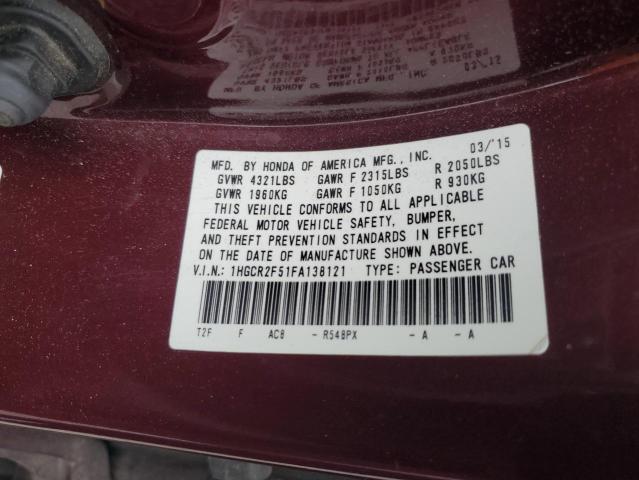 MFD. BY HONDA OF AMERICA MFG., INC. 03/'15
GVWR 4321LBS GAWR F 2315LBS R 2050LBS
GVWR 1960KG GAWR F 1050KG R 930KG
THIS VEHICLE CONFORMS TO ALL APPLICABLE
FEDERAL MOTOR VEHICLE SAFETY, BUMPER,
AND THEFT PREVENTION STANDARDS IN EFFECT
ON THE DATE OF MANUFACTURE SHOWN ABOVE.
V.I.N.: 1HGCR2F51FA138121 TYPE: PASSENGER CAR
T2F F AC8 - R548PX - A - A